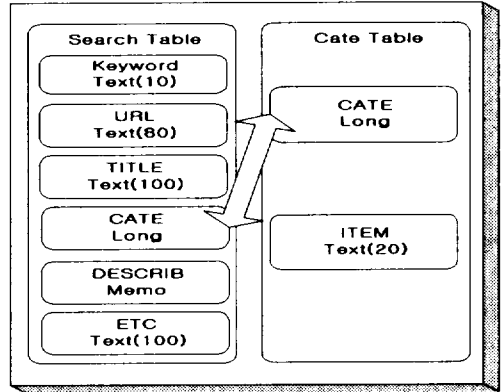 Search Table
Keyword
Text(10)
URL
Text(80)
TITLE
Text(100)
CATE
Long
DESCRIB
Memo
ETC
Text(100)
Cate Table
CATE
Long
ITEM
Text(20)